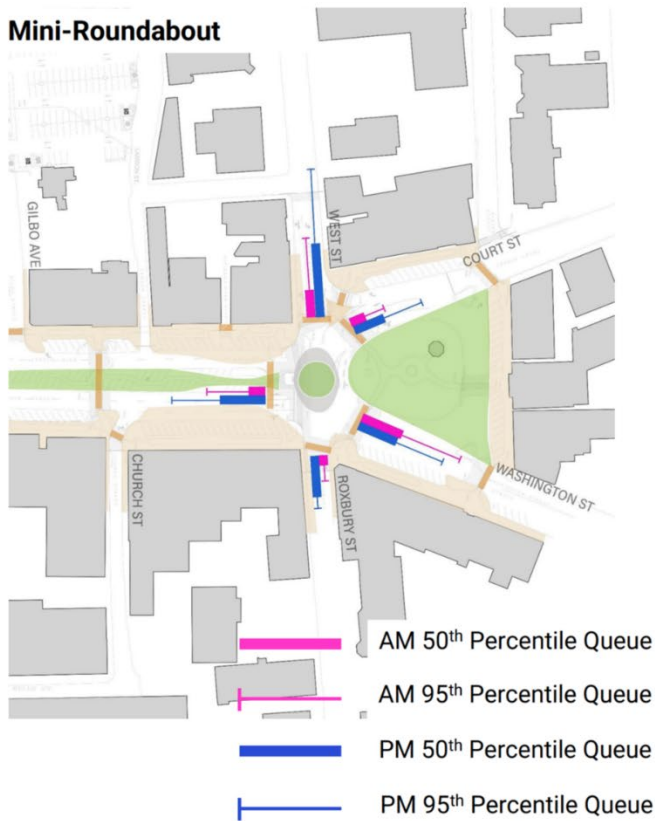 Mini-Roundabout
GILBO AVE
WEST ST
COURT ST
CHURCH ST
ROXBURY ST
WASHINGTON ST
AM 50th Percentile Queue
AM 95th Percentile Queue
PM 50th Percentile Queue
PM 95th Percentile Queue